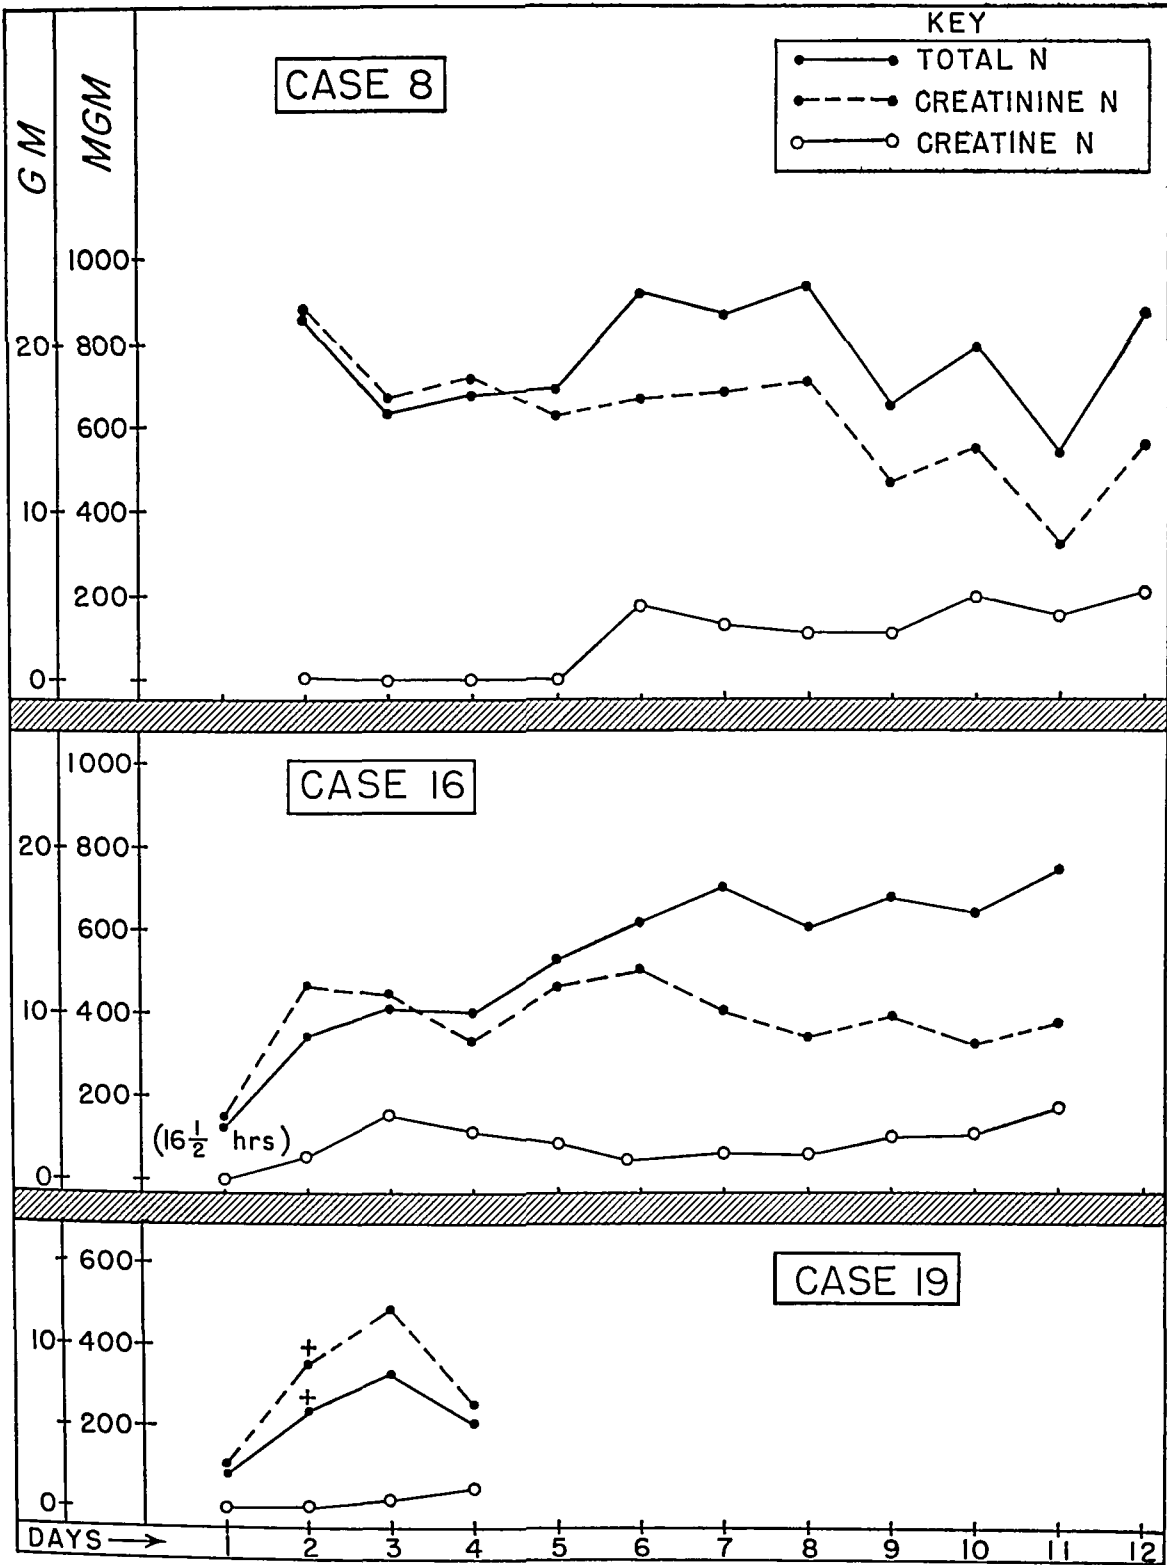 KEY
TOTAL N
CREATININE N
CREATINE N
CASE 8
GM MGM
1000
20 800
600
10 400
200
0
CASE 16
1000
20 800
600
10 400
200
(16 1/2 hrs)
0
CASE 19
600
10 400
+
+
200
0
DAYS → 1 2 3 4 5 6 7 8 9 10 11 12